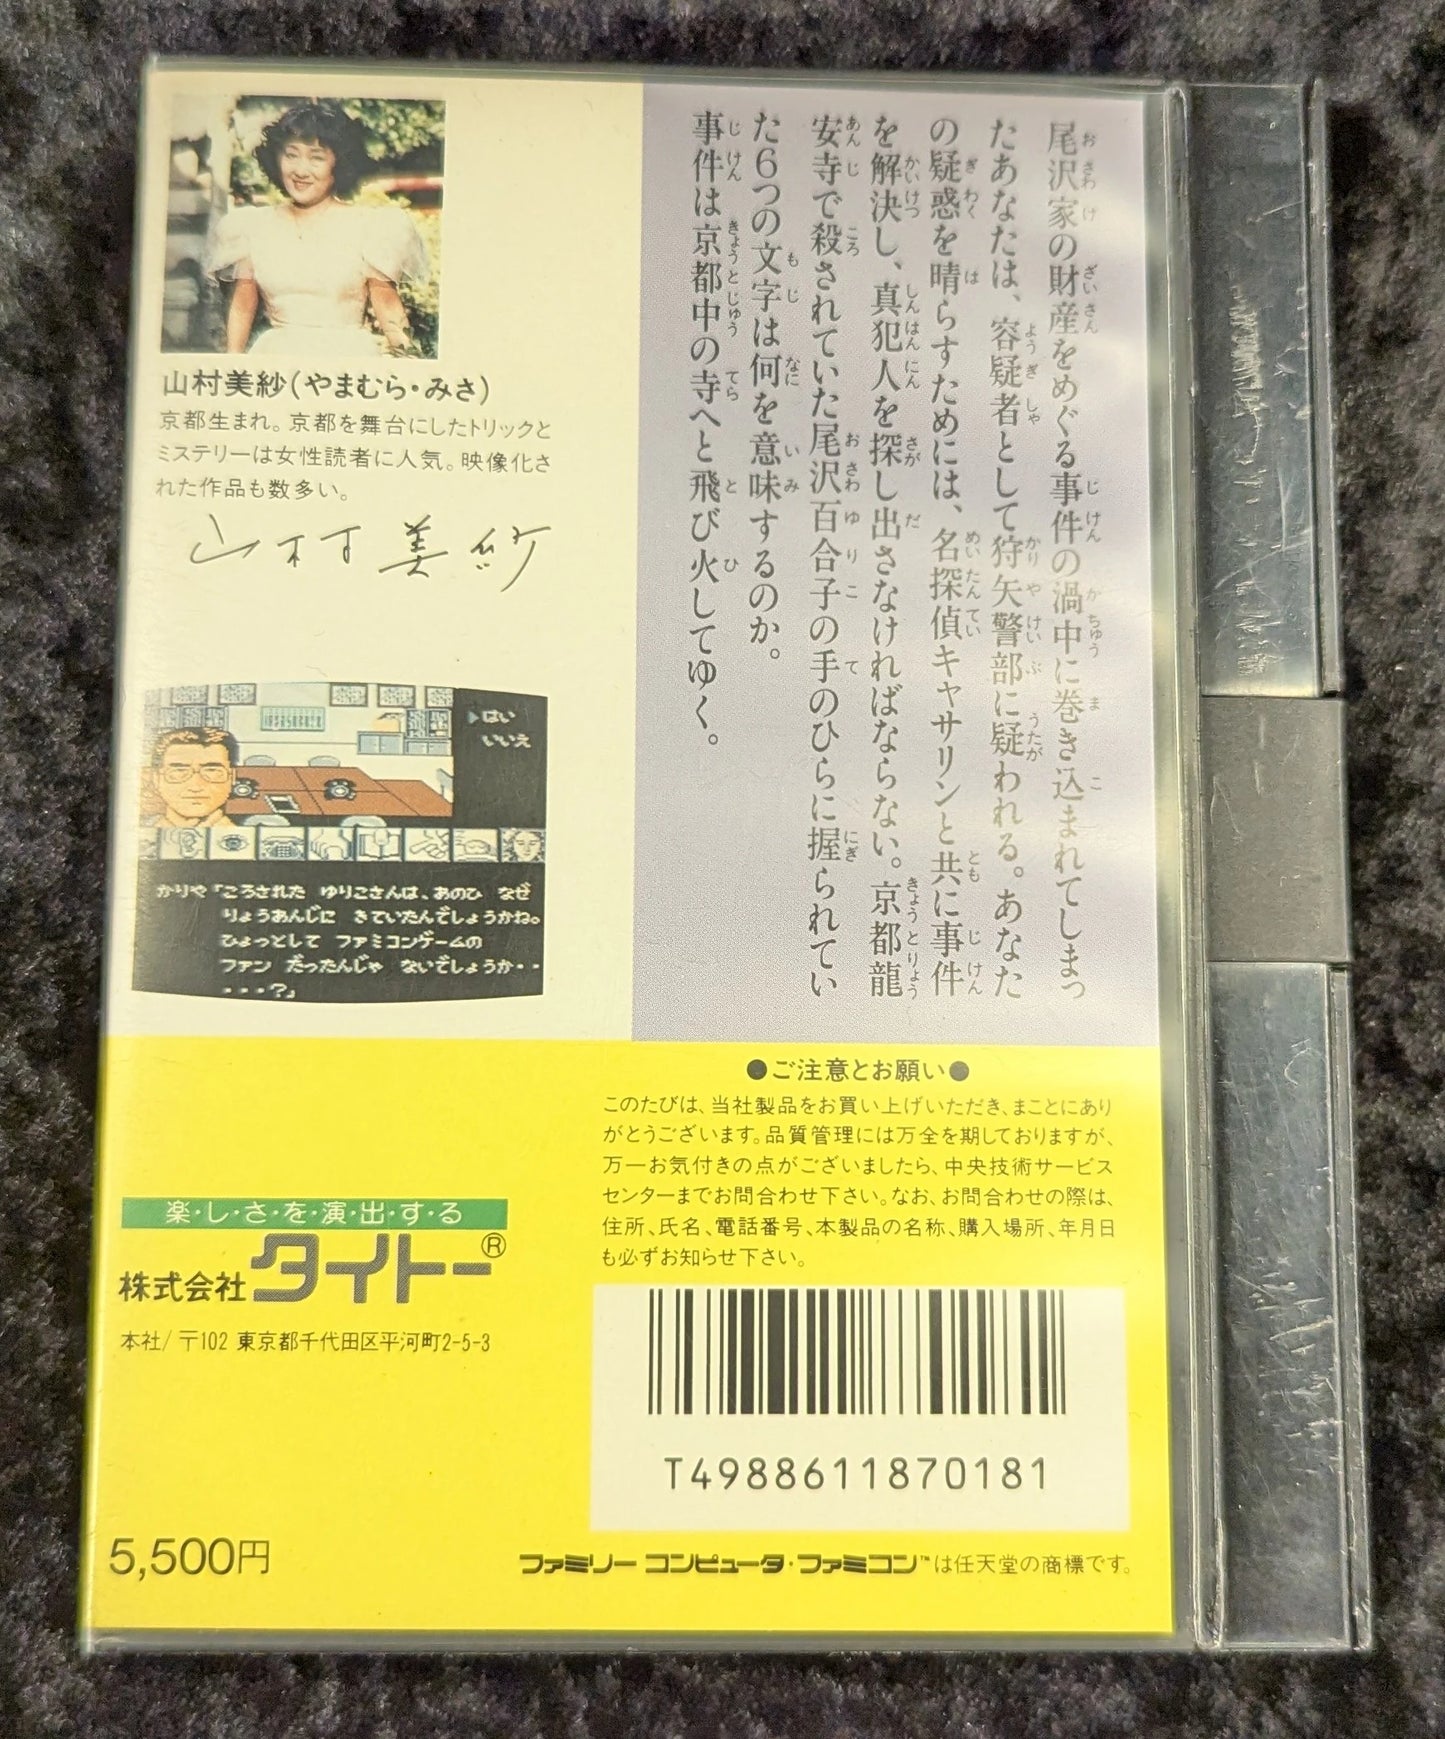 尾沢家の財産をめぐる事件の渦中に巻き込まれてしまっ
たあなたは、容疑者として狩矢警部に疑われる。あなた
の疑惑を晴らすためには、名探偵キャサリンと共に事件
を解決し、真犯人を探し出さなければならない。京都龍
安寺で殺されていた尾沢百合子の手のひらに握られてい
た6つの文字は何を意味するのか。
事件は京都中の寺へと飛び火してゆく。
山村美紗(やまむら・みさ)
京都生まれ。京都を舞台にしたトリックと
ミステリーは女性読者に人気。映像化さ
れた作品も数多い。
山村美紗
はい
いいえ
かりや「ころされた ゆりこさんは、あのひ なぜ
りょうあんじに きていたんでしょうかね。
ひょっとして ファミコンゲームの
ファン だったんじゃ ないでしょうか・・
・・・?」
●ご注意とお願い●
このたびは、当社製品をお買い上げいただき、まことにあり
がとうございます。品質管理には万全を期しておりますが、
万一お気付きの点がございましたら、中央技術サービス
センターまでお問合わせ下さい。なお、お問合わせの際は、
住所、氏名、電話番号、本製品の名称、購入場所、年月日
も必ずお知らせ下さい。
楽・し・さ・を・演・出・す・る
株式会社タイトー®
本社/〒102 東京都千代田区平河町2-5-3
T4988611870181
5,500円
ファミリー コンピュータ・ファミコン™は任天堂の商標です。